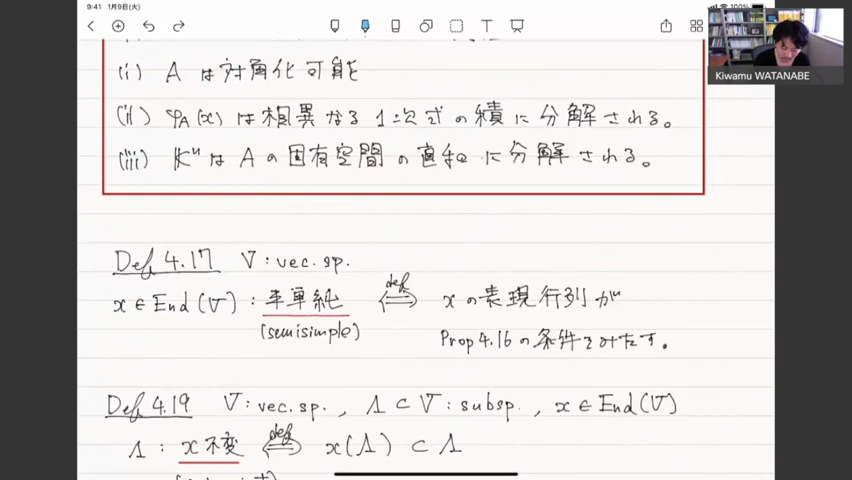 9:41 1月9日(火)
100%
Kiwamu WATANABE
(i) A は対角化可能
(ii) φA(x) は相異なる 1次式の積に分解される。
(iii) 𝕂ⁿ は A の固有空間の直和に分解される。
Def 4.17 V : vec. sp.
x ∈ End(V) : 半単純 ⇔def x の表現行列が
(semisimple) Prop 4.16 の条件をみたす。
Def 4.19 V : vec. sp. , Λ ⊂ V : subsp. , x ∈ End(V)
Λ : x 不変 ⇔def x(Λ) ⊂ Λ